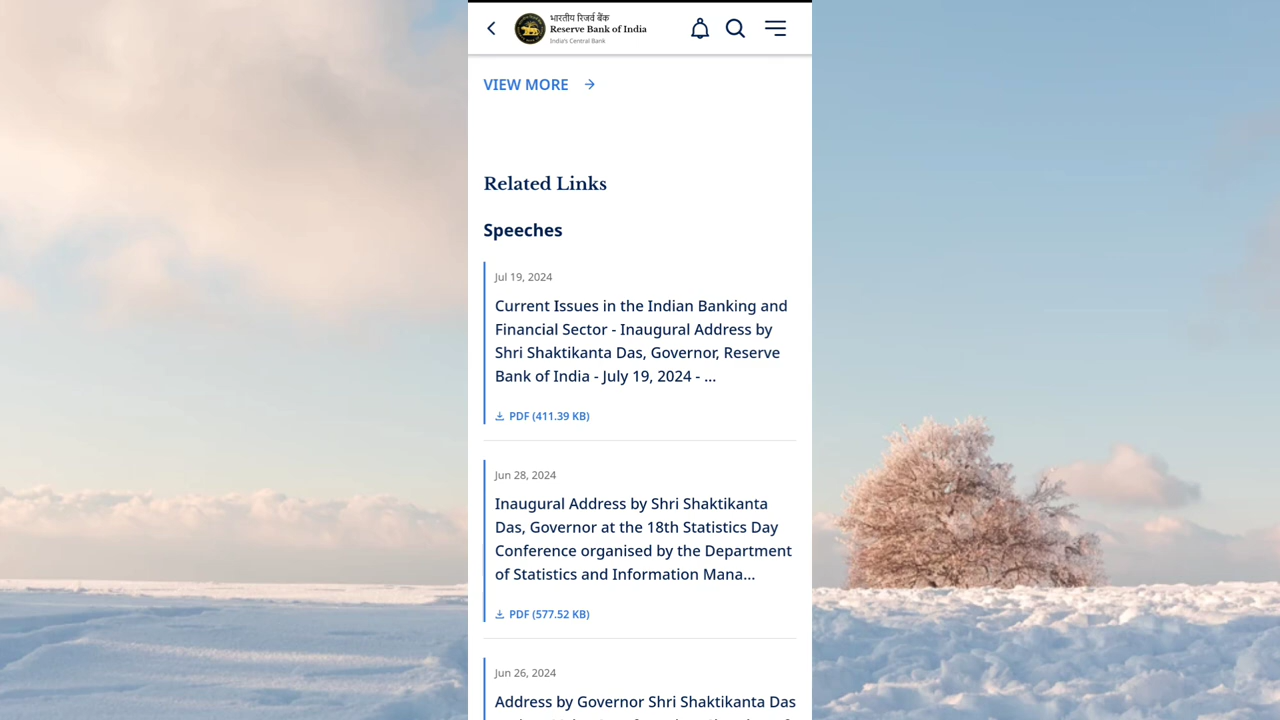 भारतीय रिज़र्व बैंक
Reserve Bank of India
India's Central Bank
VIEW MORE
Related Links
Speeches
Jul 19, 2024
Current Issues in the Indian Banking and
Financial Sector - Inaugural Address by
Shri Shaktikanta Das, Governor, Reserve
Bank of India - July 19, 2024 - ...
PDF (411.39 KB)
Jun 28, 2024
Inaugural Address by Shri Shaktikanta
Das, Governor at the 18th Statistics Day
Conference organised by the Department
of Statistics and Information Mana...
PDF (577.52 KB)
Jun 26, 2024
Address by Governor Shri Shaktikanta Das